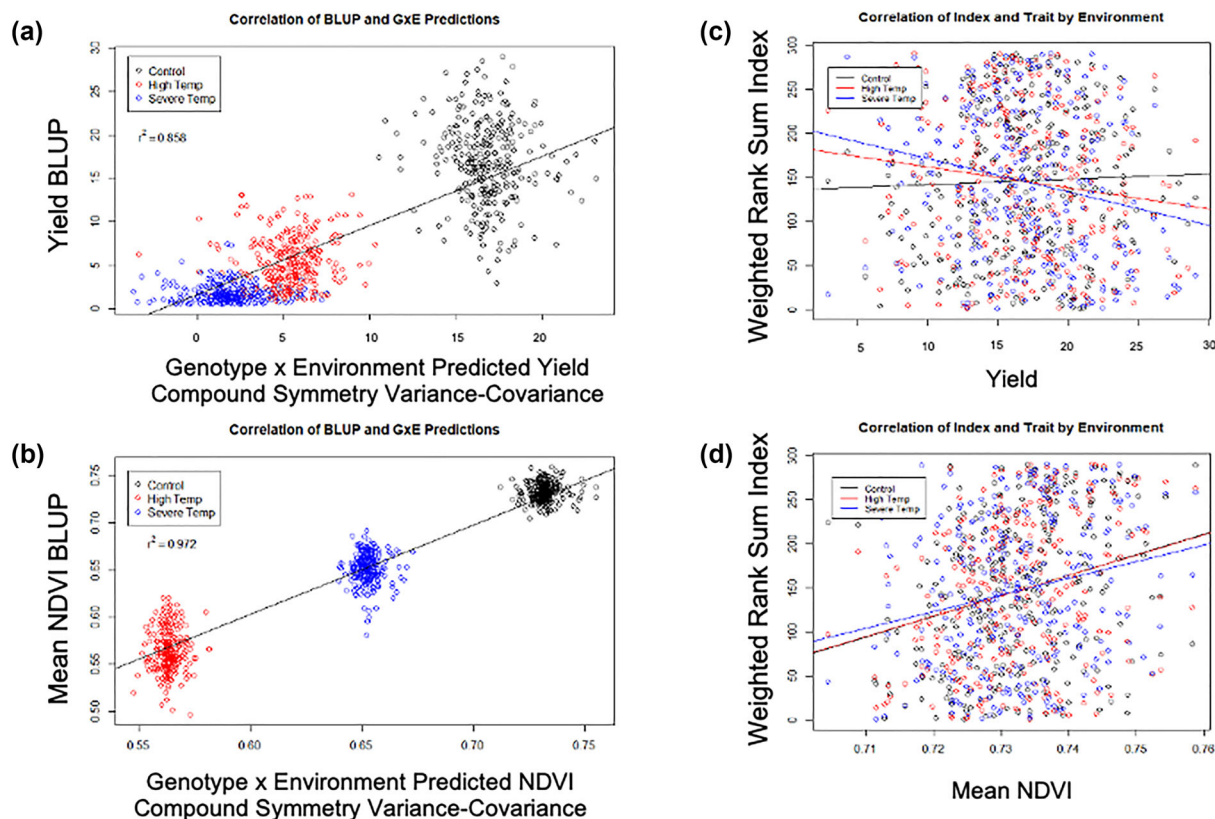 (a)
Correlation of BLUP and GxE Predictions
Yield BLUP
30
25
20
15
10
5
0
Control
High Temp
Severe Temp
r² = 0.858
0 5 10 15 20
Genotype x Environment Predicted Yield
Compound Symmetry Variance-Covariance
(b)
Correlation of BLUP and GxE Predictions
Mean NDVI BLUP
0.75
0.70
0.65
0.60
0.55
0.50
Control
High Temp
Severe Temp
r² = 0.972
0.55 0.60 0.65 0.70 0.75
Genotype x Environment Predicted NDVI
Compound Symmetry Variance-Covariance
(c)
Correlation of Index and Trait by Environment
Weighted Rank Sum Index
300
250
200
150
100
50
0
Control
High Temp
Severe Temp
5 10 15 20 25 30
Yield
(d)
Correlation of Index and Trait by Environment
Weighted Rank Sum Index
300
250
200
150
100
50
0
Control
High Temp
Severe Temp
0.71 0.72 0.73 0.74 0.75 0.76
Mean NDVI